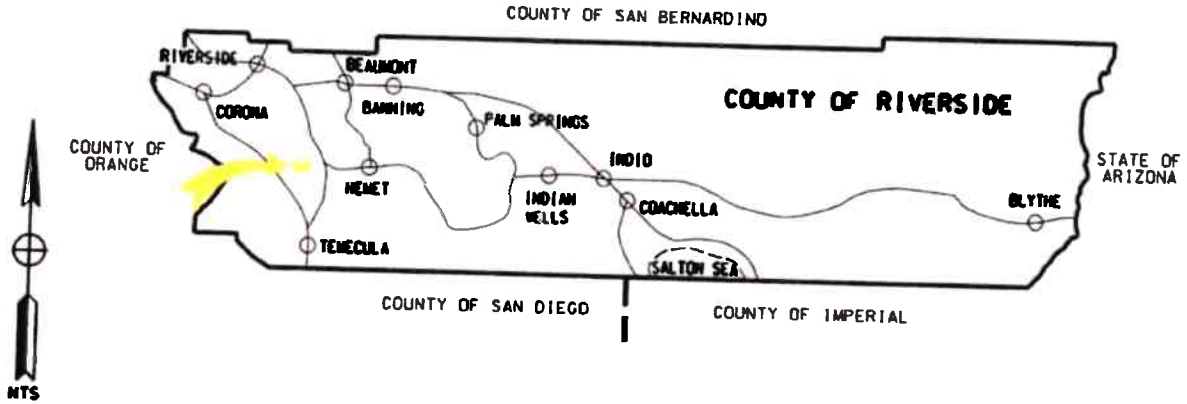 COUNTY OF SAN BERNARDINO
RIVERSIDE
BEAUMONT
CORONA
BANNING
COUNTY OF RIVERSIDE
PALM SPRINGS
COUNTY OF
ORANGE
INDIO
STATE OF
ARIZONA
HEMET
INDIAN
WELLS
COACHELLA
BLYTHE
TEMECULA
SALTON SEA
COUNTY OF SAN DIEGO
COUNTY OF IMPERIAL
NTS